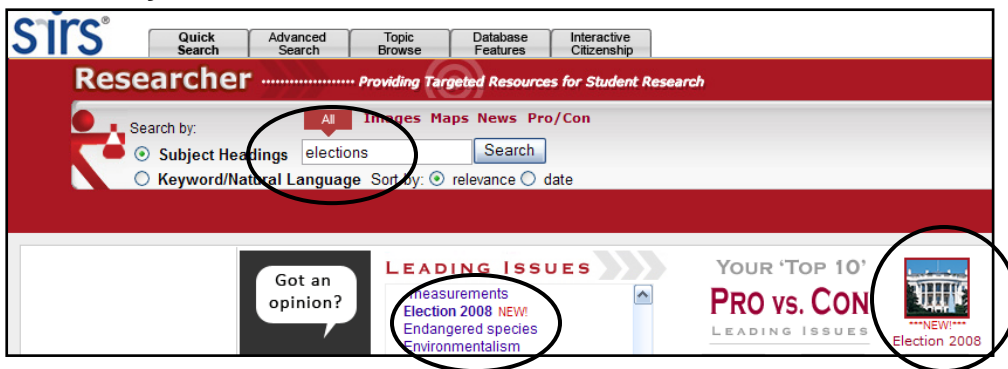 sirs®
Quick Search
Advanced Search
Topic Browse
Database Features
Interactive Citizenship
Researcher ................... Providing Targeted Resources for Student Research
All Images Maps News Pro/Con
Search by:
Subject Headings elections Search
Keyword/Natural Language Sort by: relevance date
Got an
opinion?
LEADING ISSUES
measurements
Election 2008 NEW!
Endangered species
Environmentalism
YOUR 'TOP 10'
PRO VS. CON
LEADING ISSUES
***NEW!***
Election 2008